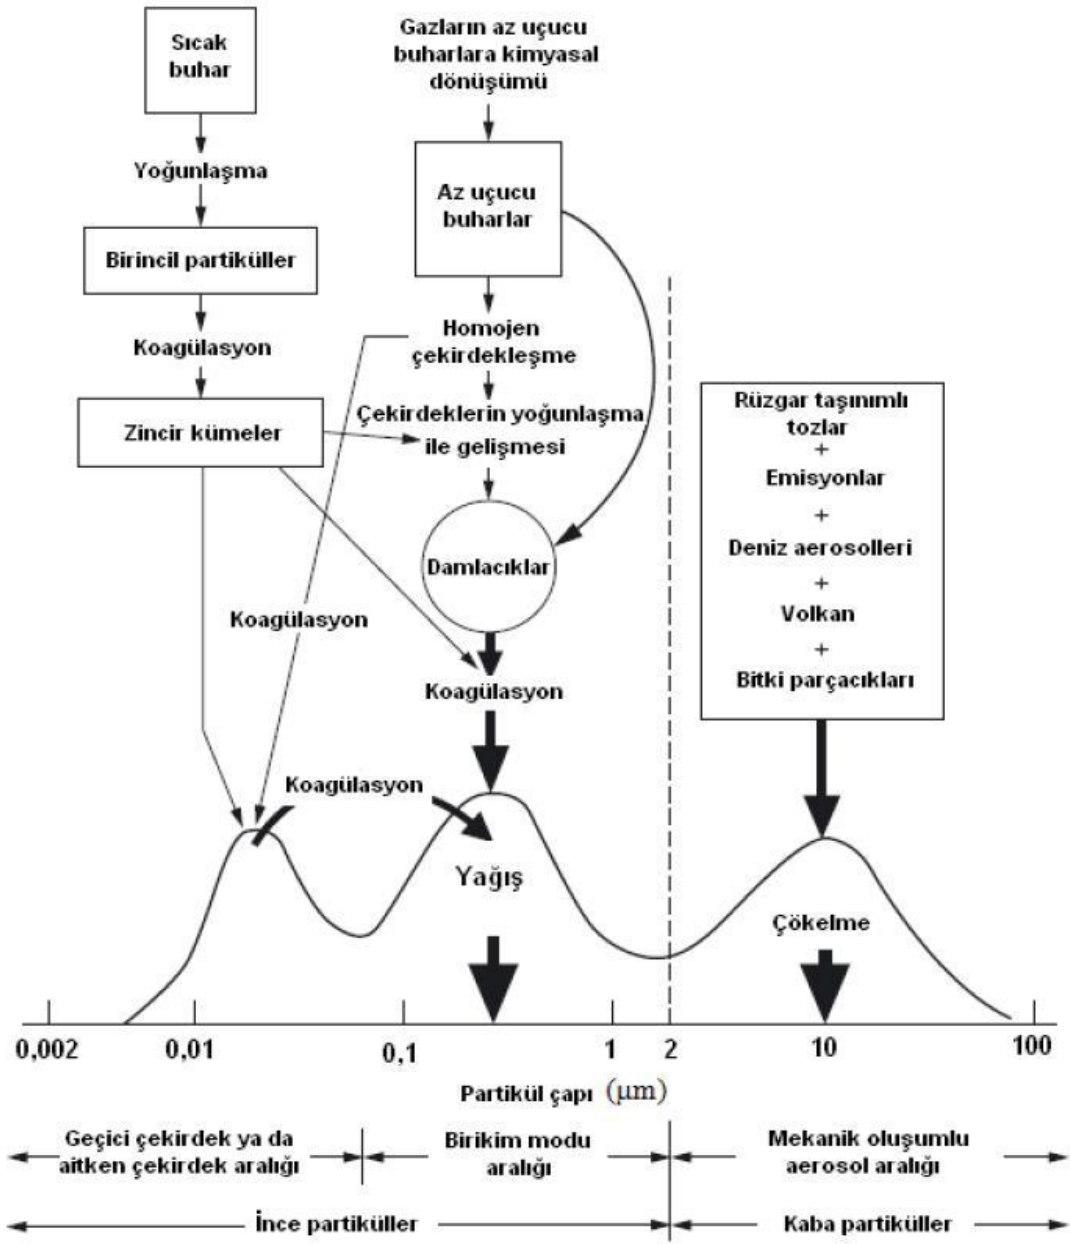 Sıcak
buhar
Yoğunlaşma
Birincil partiküller
Koagülasyon
Zincir kümeler
Gazların az uçucu
buharlara kimyasal
dönüşümü
Az uçucu
buharlar
Homojen
çekirdekleşme
Çekirdeklerin yoğunlaşma
ile gelişmesi
Damlacıklar
Koagülasyon
Koagülasyon
Koagülasyon
Yağış
Rüzgar taşınımlı
tozlar
+
Emisyonlar
+
Deniz aerosolleri
+
Volkan
+
Bitki parçacıkları
Çökelme
0,002 0,01 0,1 1 2 10 100
Partikül çapı (μm)
Geçici çekirdek ya da
aitken çekirdek aralığı
Birikim modu
aralığı
Mekanik oluşumlu
aerosol aralığı
İnce partiküller
Kaba partiküller